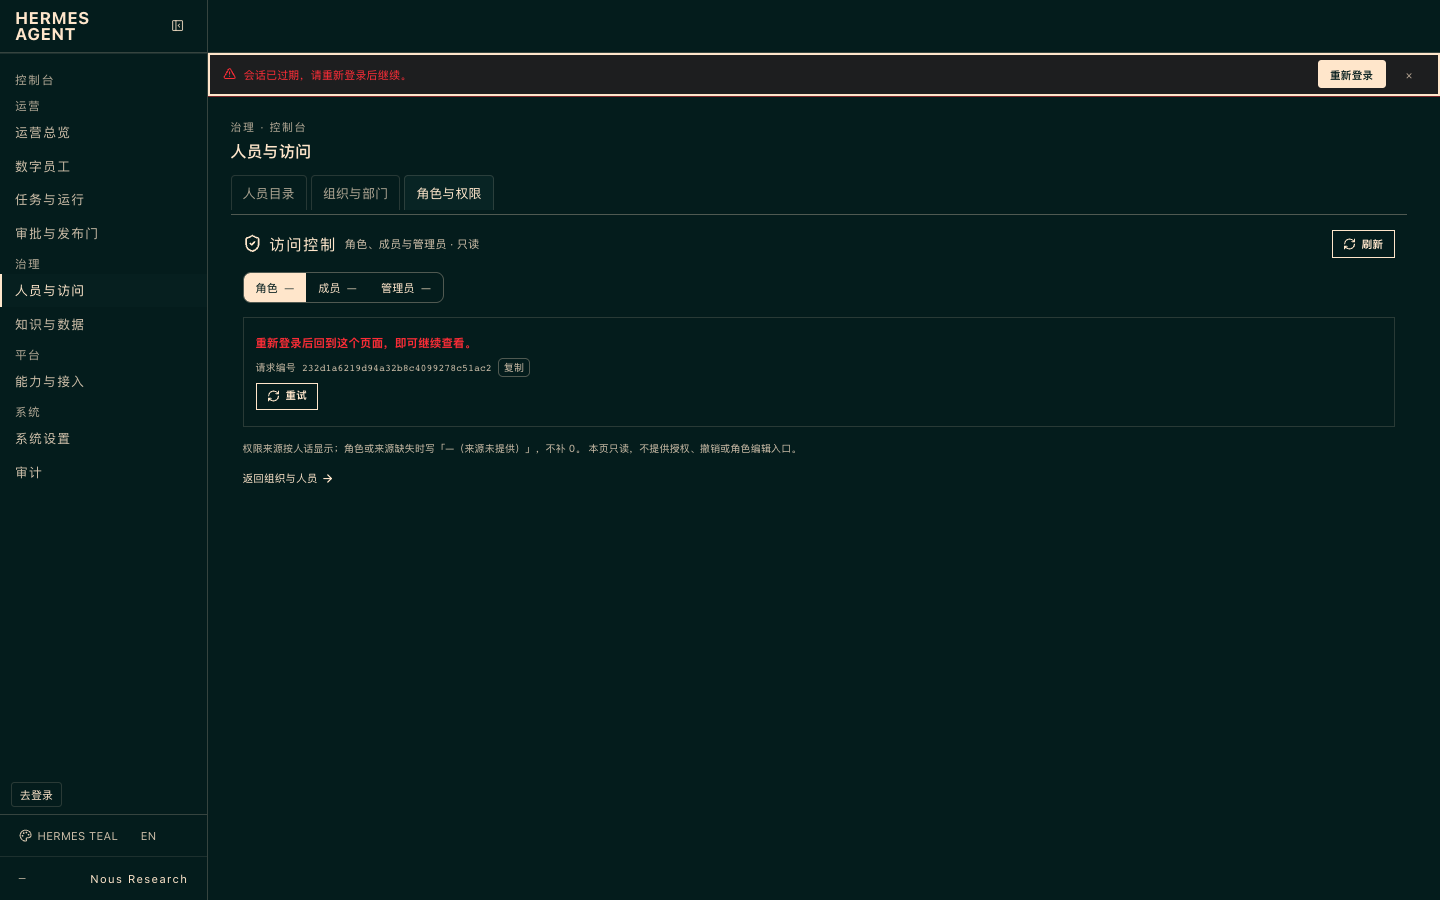 HERMES
AGENT
控制台
运营
运营总览
数字员工
任务与运行
审批与发布门
治理
人员与访问
知识与数据
平台
能力与接入
系统
系统设置
审计
去登录
HERMES TEAL EN
— Nous Research
会话已过期，请重新登录后继续。 重新登录 ×
治理 · 控制台
人员与访问
人员目录 组织与部门 角色与权限
访问控制 角色、成员与管理员 · 只读 刷新
角色 — 成员 — 管理员 —
重新登录后回到这个页面，即可继续查看。
请求编号 232d1a6219d94a32b8c4099278c51ac2 复制
重试
权限来源按人话显示；角色或来源缺失时写「—（来源未提供）」，不补 0。 本页只读，不提供授权、撤销或角色编辑入口。
返回组织与人员 →